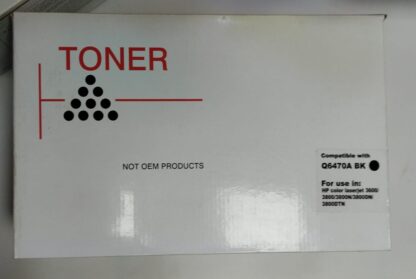 TONER
NOT OEM PRODUCTS
Compatible with
Q6470A BK
For use in:
HP color laserjet 3600/
3800/3800N/3800DN/
3800DTN